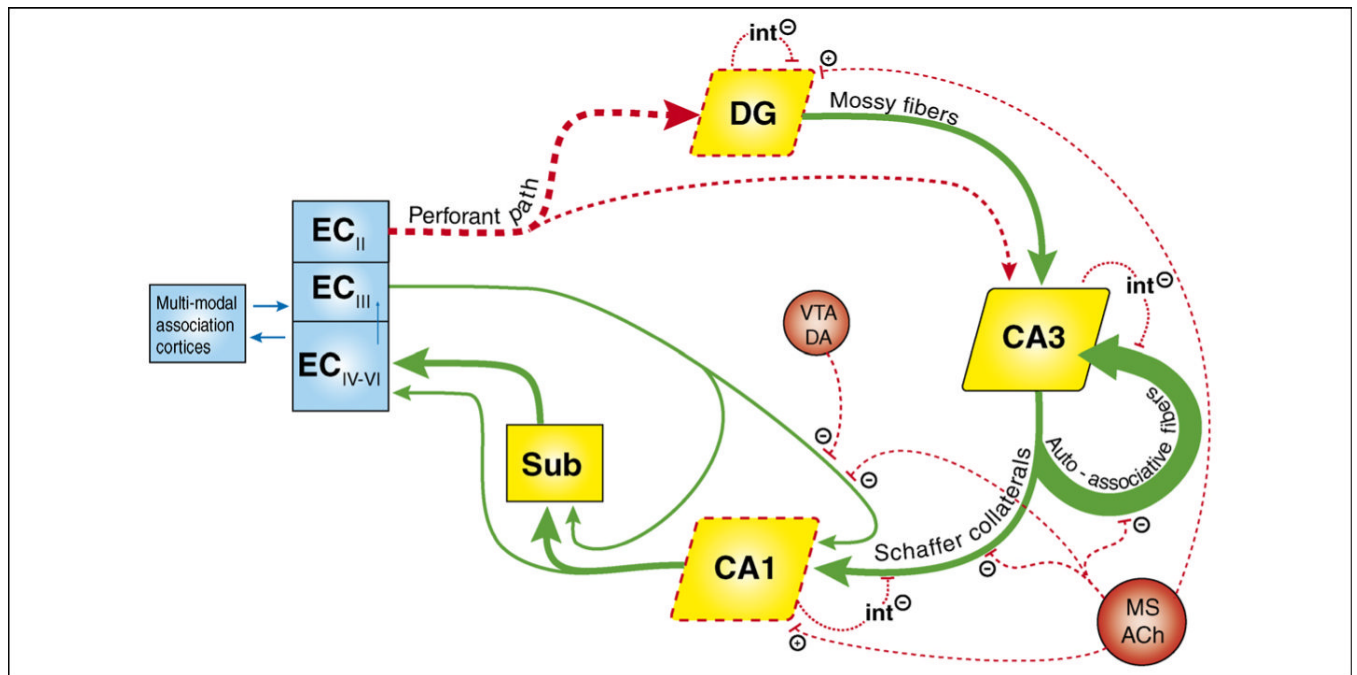 int⊖
⊕
DG
Mossy fibers
Perforant path
EC II
EC III
EC IV-VI
Multi-modal
association
cortices
int⊖
VTA
DA
CA3
Auto - associative
fibers
⊖
⊖
Sub
Schaffer collaterals
⊖
⊖
CA1
int⊖
⊕
MS
ACh